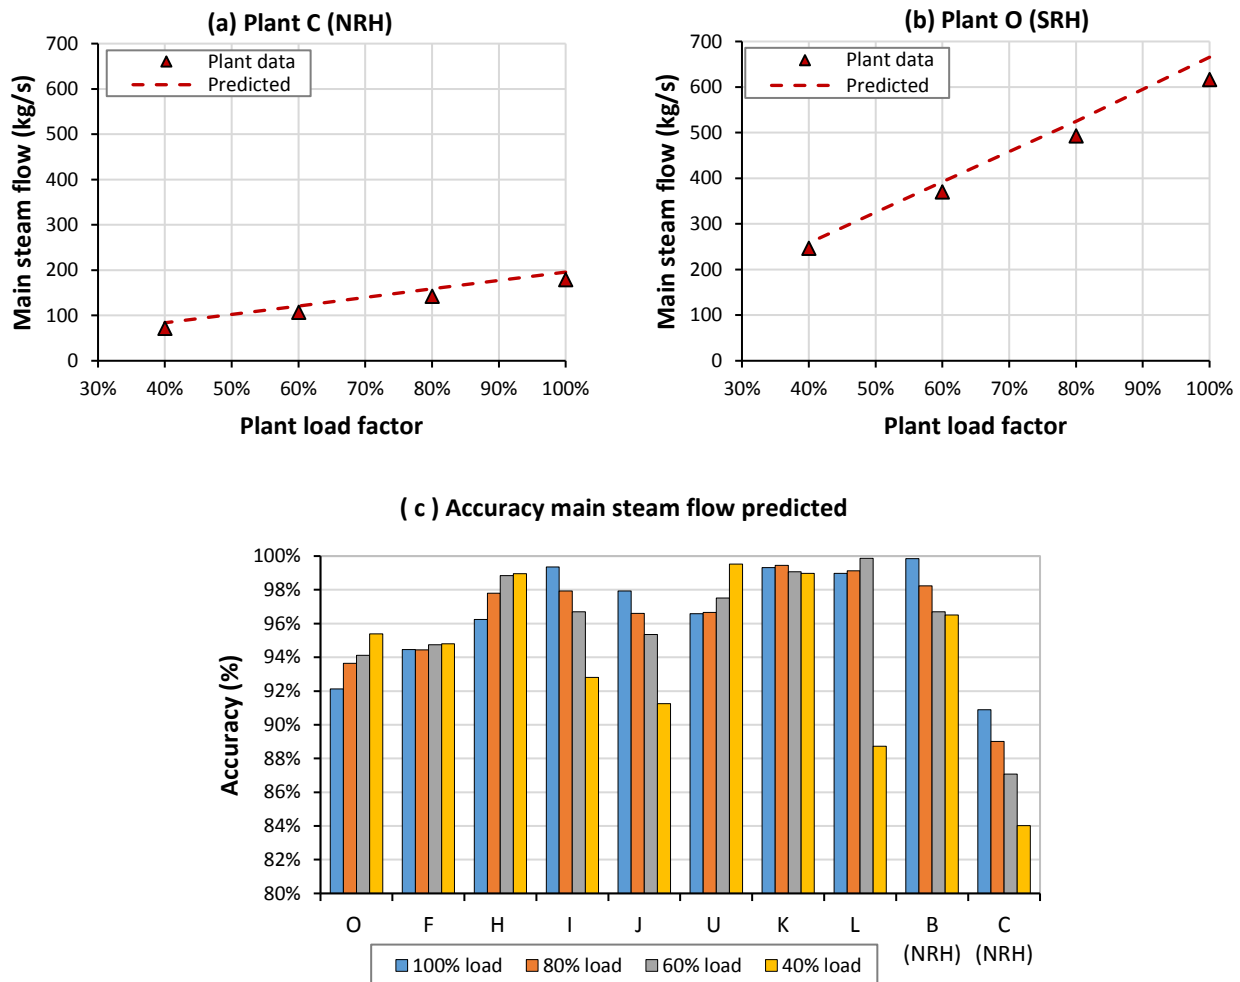 (a) Plant C (NRH)
Main steam flow (kg/s)
700
600
500
400
300
200
100
0
Plant data
Predicted
30% 40% 50% 60% 70% 80% 90% 100%
Plant load factor
(b) Plant O (SRH)
Main steam flow (kg/s)
700
600
500
400
300
200
100
0
Plant data
Predicted
30% 40% 50% 60% 70% 80% 90% 100%
Plant load factor
( c ) Accuracy main steam flow predicted
Accuracy (%)
100%
98%
96%
94%
92%
90%
88%
86%
84%
82%
80%
O F H I J U K L B C
(NRH) (NRH)
100% load 80% load 60% load 40% load